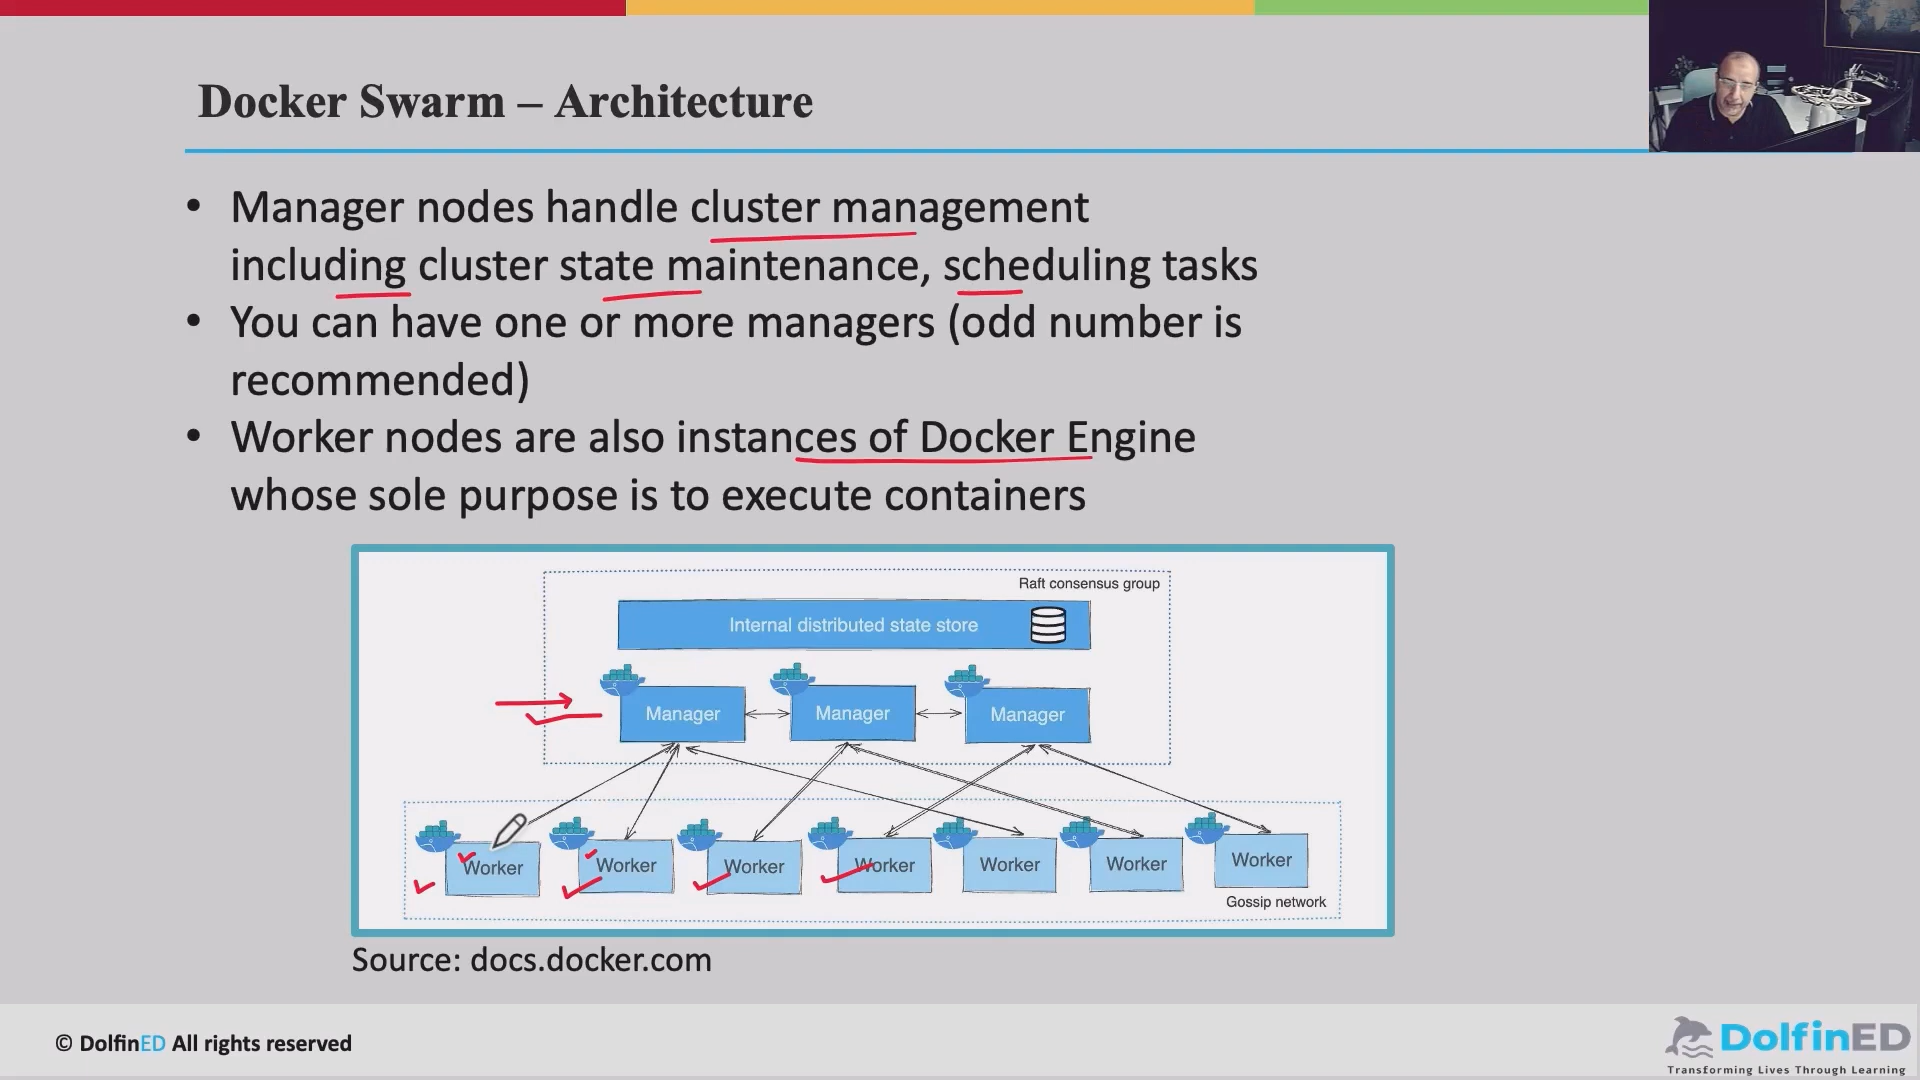 Docker Swarm – Architecture
• Manager nodes handle cluster management
including cluster state maintenance, scheduling tasks
• You can have one or more managers (odd number is
recommended)
• Worker nodes are also instances of Docker Engine
whose sole purpose is to execute containers
Raft consensus group
Internal distributed state store
Manager
Manager
Manager
Worker
Worker
Worker
Worker
Worker
Worker
Worker
Gossip network
Source: docs.docker.com
© DolfinED All rights reserved
DolfinED
Transforming Lives Through Learning